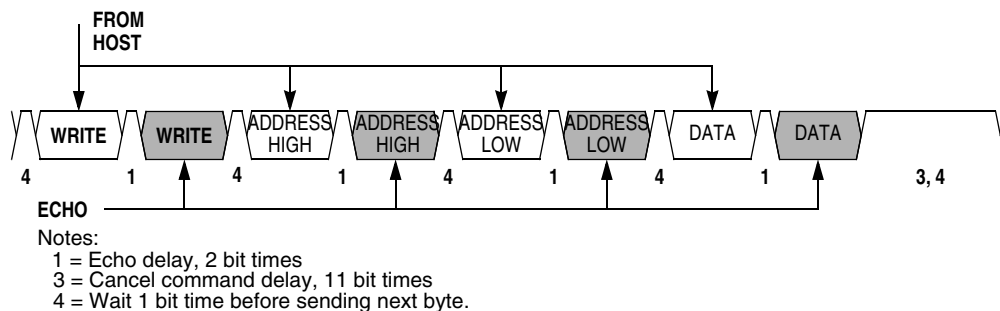 FROM
HOST
WRITE WRITE ADDRESS HIGH ADDRESS HIGH ADDRESS LOW ADDRESS LOW DATA DATA
4 1 4 1 4 1 4 1 3, 4
ECHO
Notes:
1 = Echo delay, 2 bit times
3 = Cancel command delay, 11 bit times
4 = Wait 1 bit time before sending next byte.